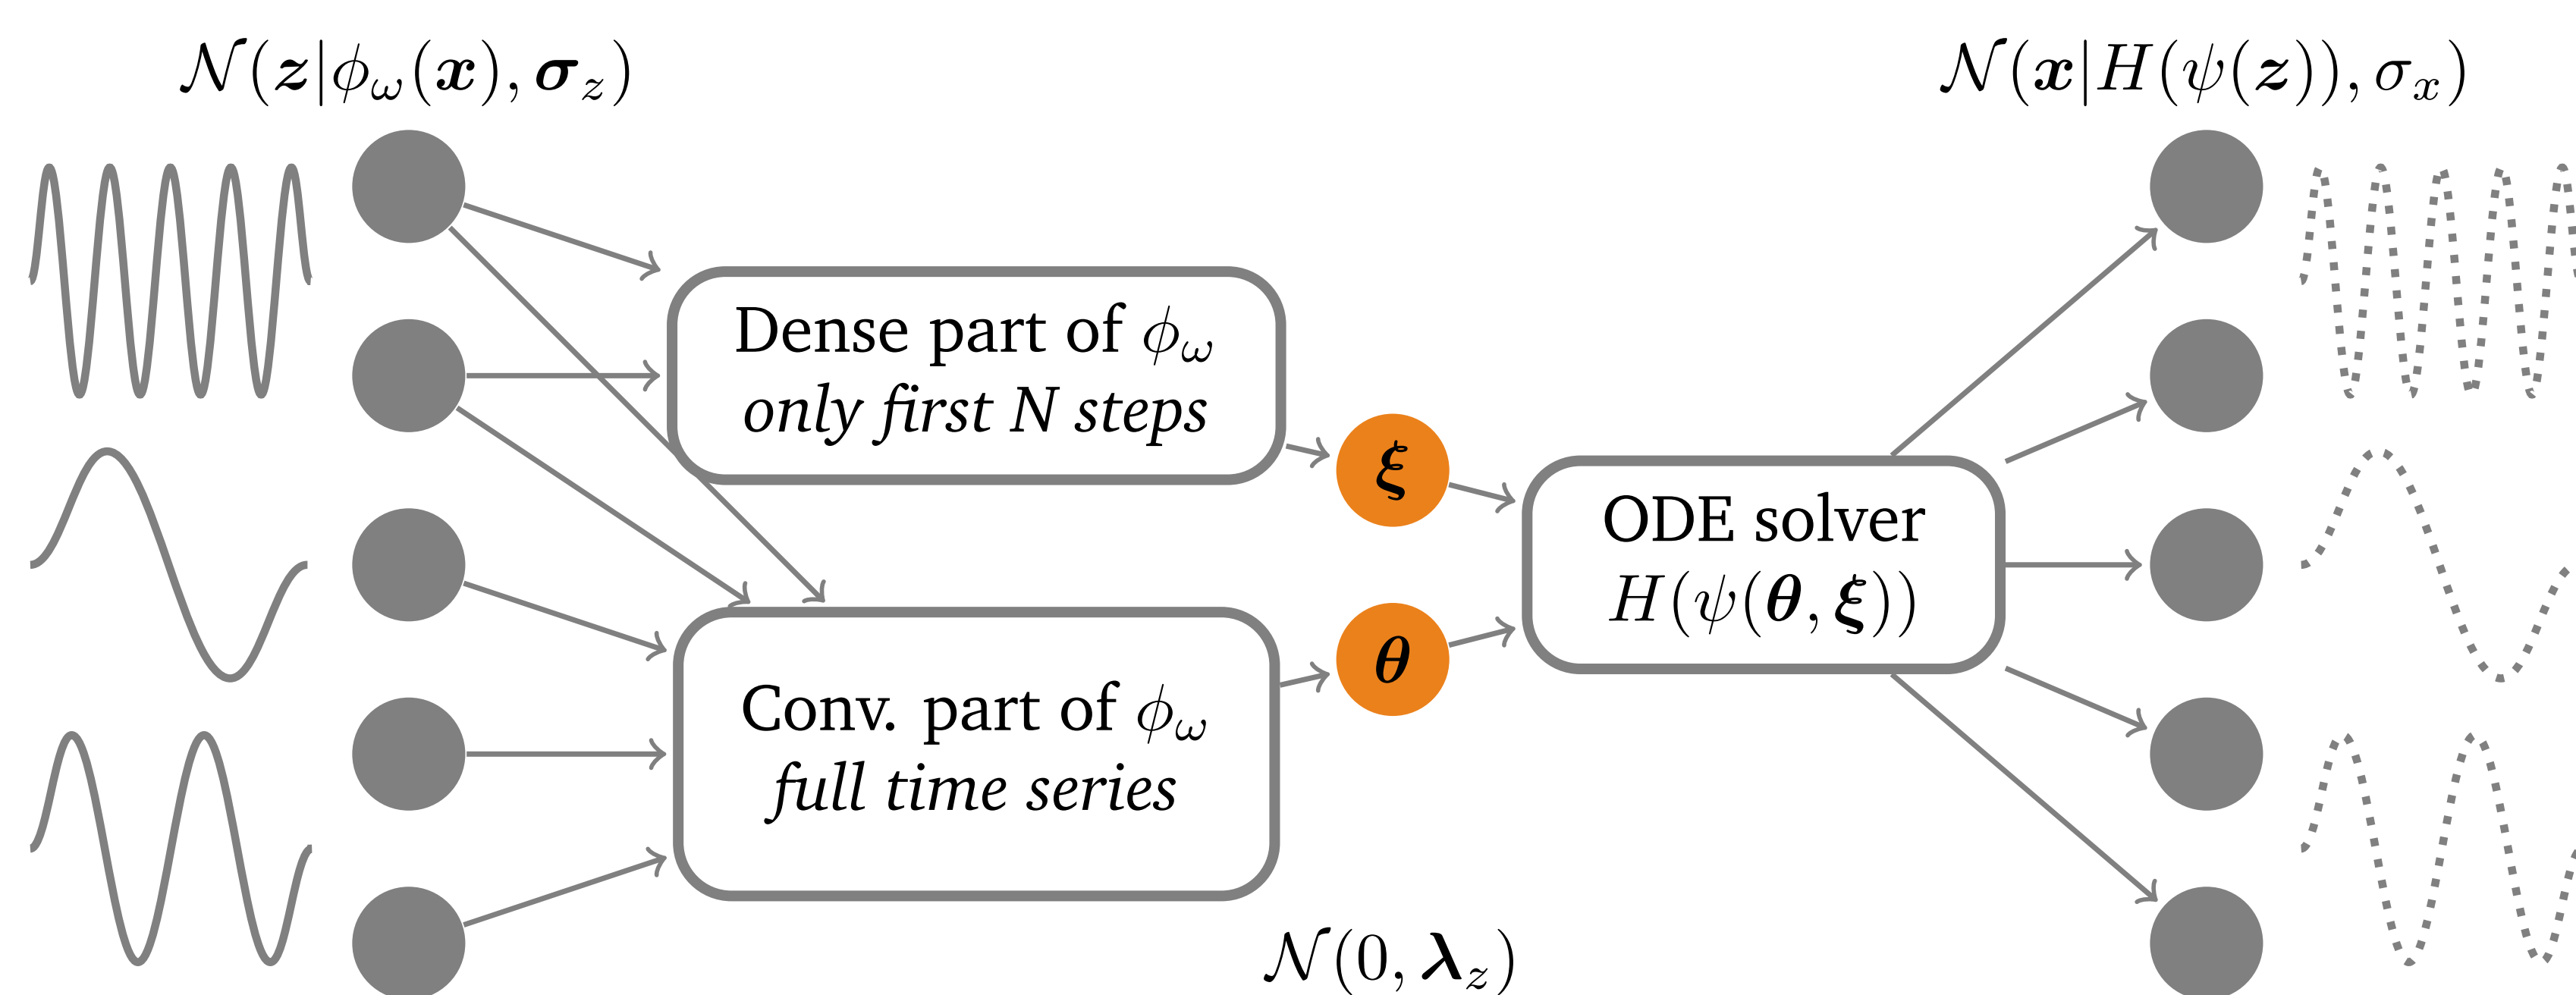 𝒩(𝒛|ϕ_ω(𝒙), 𝝈_z)
𝒩(𝒙|H(ψ(𝒛)), σ_x)
Dense part of ϕ_ω
only first N steps
ξ
ODE solver
H(ψ(θ, ξ))
θ
Conv. part of ϕ_ω
full time series
𝒩(0, 𝝀_z)